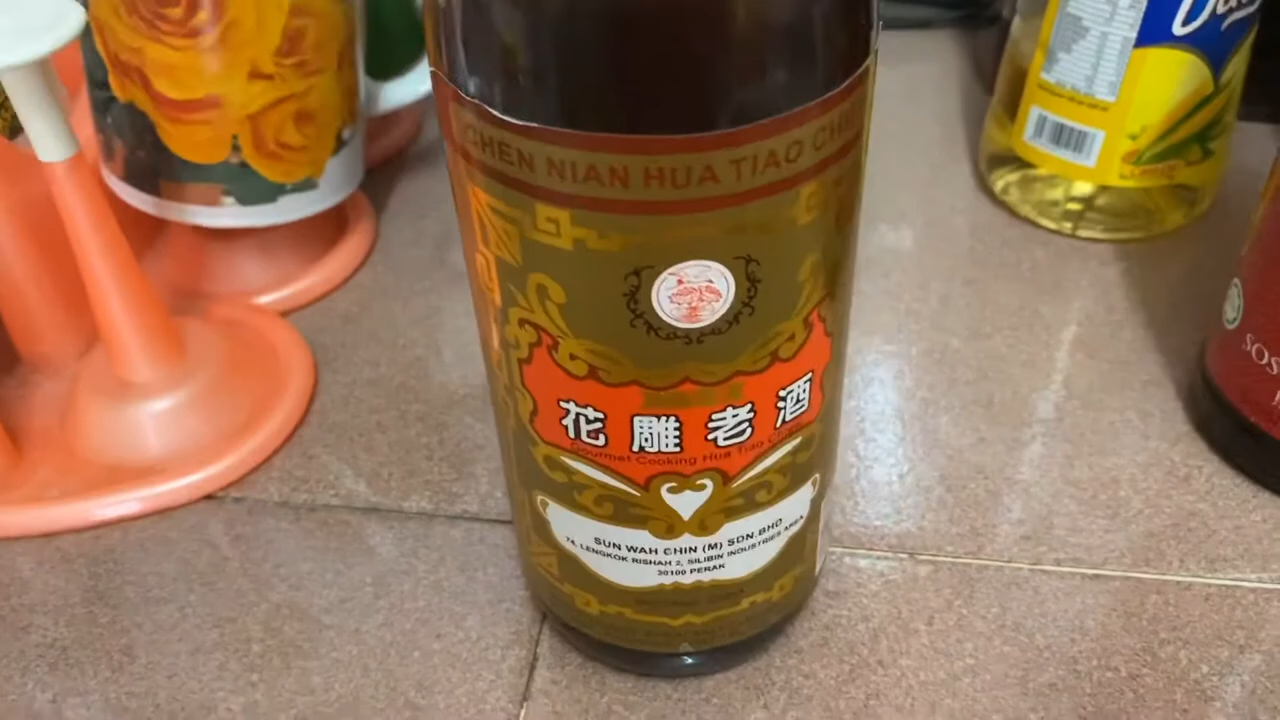 CHEN NIAN HUA TIAO CHIEW
花雕老酒
Gourmet Cooking Hua Tiao Chiew
SUN WAH CHIN (M) SDN.BHD
74, LENGKOK RISHAH 2, SILIBIN INDUSTRIES AREA
30100 PERAK
SOS